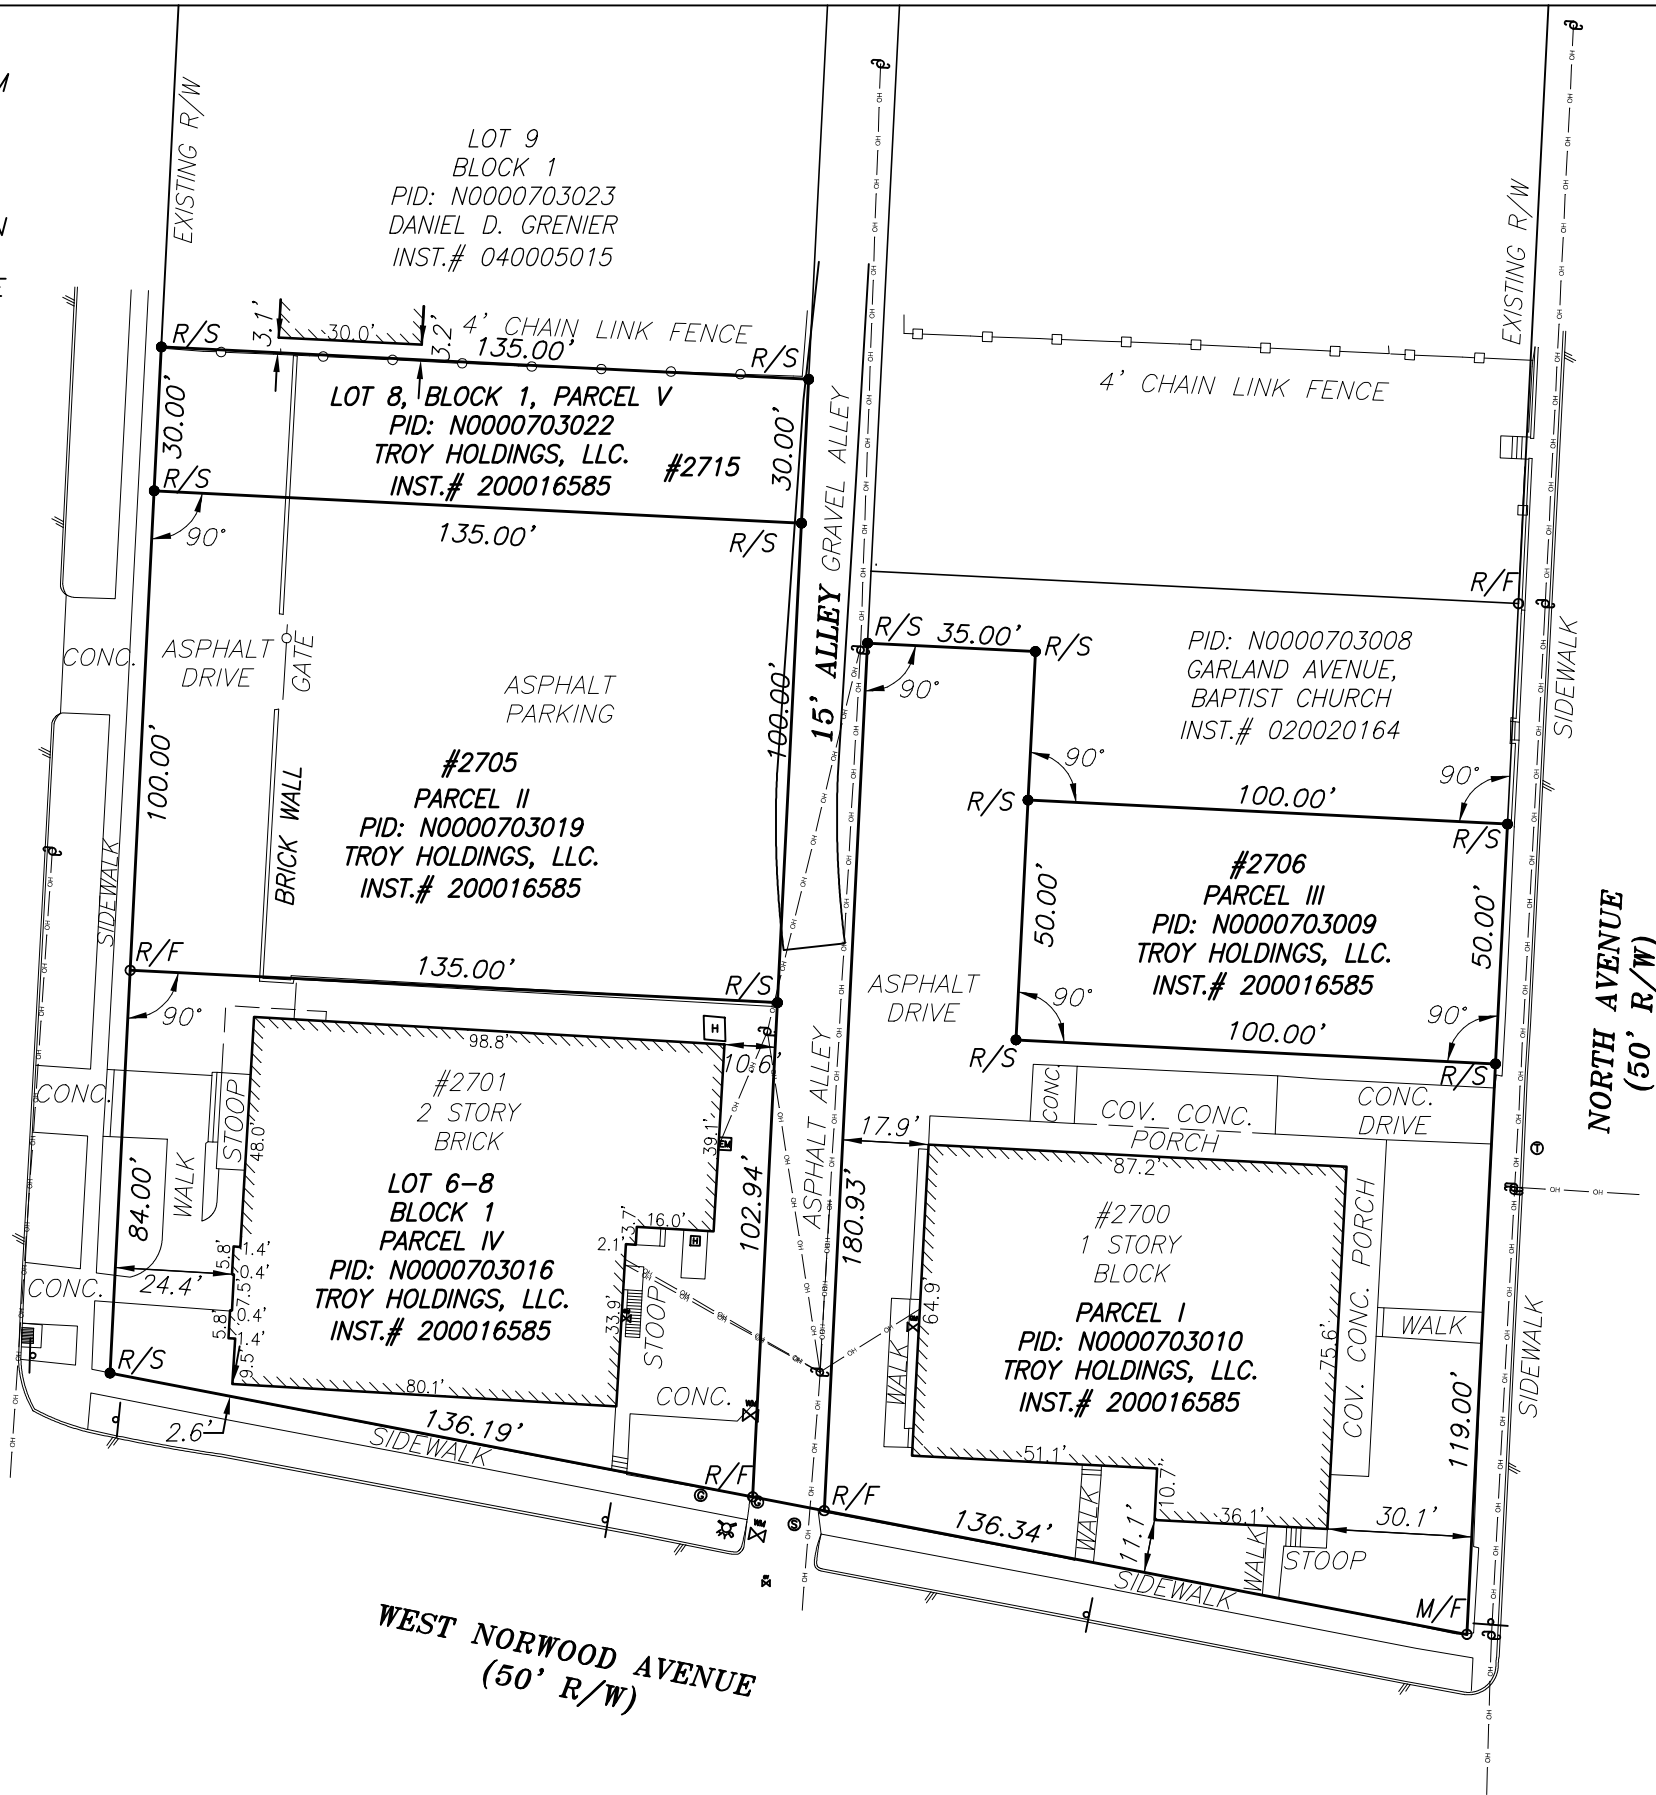 M
N
EXISTING R/W
LOT 9
BLOCK 1
PID: N0000703023
DANIEL D. GRENIER
INST.# 040005015
EXISTING R/W
R/S
3.1'
30.0'
3.2'
4' CHAIN LINK FENCE
135.00'
R/S
4' CHAIN LINK FENCE
30.00'
LOT 8, BLOCK 1, PARCEL V
PID: N0000703022
TROY HOLDINGS, LLC.
INST.# 200016585
#2715
30.00'
R/S
90°
135.00'
R/S
15' ALLEY
GRAVEL ALLEY
R/F
CONC.
ASPHALT
DRIVE
GATE
ASPHALT
PARKING
100.00'
100.00'
BRICK WALL
#2705
PARCEL II
PID: N0000703019
TROY HOLDINGS, LLC.
INST.# 200016585
SIDEWALK
R/F
135.00'
R/S
90°
R/S
35.00'
R/S
90°
PID: N0000703008
GARLAND AVENUE,
BAPTIST CHURCH
INST.# 020020164
SIDEWALK
90°
90°
R/S
100.00'
R/S
50.00'
#2706
PARCEL III
PID: N0000703009
TROY HOLDINGS, LLC.
INST.# 200016585
50.00'
NORTH AVENUE
(50' R/W)
ASPHALT
DRIVE
90°
90°
R/S
100.00'
R/S
H
98.8'
10.6'
CONC.
STOOP
48.0'
#2701
2 STORY
BRICK
39.1'
EM
WALK
84.00'
LOT 6-8
BLOCK 1
PARCEL IV
PID: N0000703016
TROY HOLDINGS, LLC.
INST.# 200016585
3.7'
16.0'
2.1'
H
102.94'
ASPHALT ALLEY
180.93'
CONC.
24.4'
5.8'
1.4'
0.4'
7.5'
0.4'
5.8'
1.4'
9.5'
33.9'
STOOP
R/S
80.1'
CONC.
2.6'
136.19'
SIDEWALK
R/F
R/F
17.9'
CONC.
COV. CONC.
PORCH
CONC.
DRIVE
87.2'
#2700
1 STORY
BLOCK
PARCEL I
PID: N0000703010
TROY HOLDINGS, LLC.
INST.# 200016585
64.9'
75.6'
COV. CONC. PORCH
WALK
WALK
T
SIDEWALK
119.00'
51.1'
10.7'
36.1'
30.1'
G
G
S
WM
136.34'
WALK
11.1'
WALK
STOOP
SIDEWALK
M/F
WEST NORWOOD AVENUE
(50' R/W)